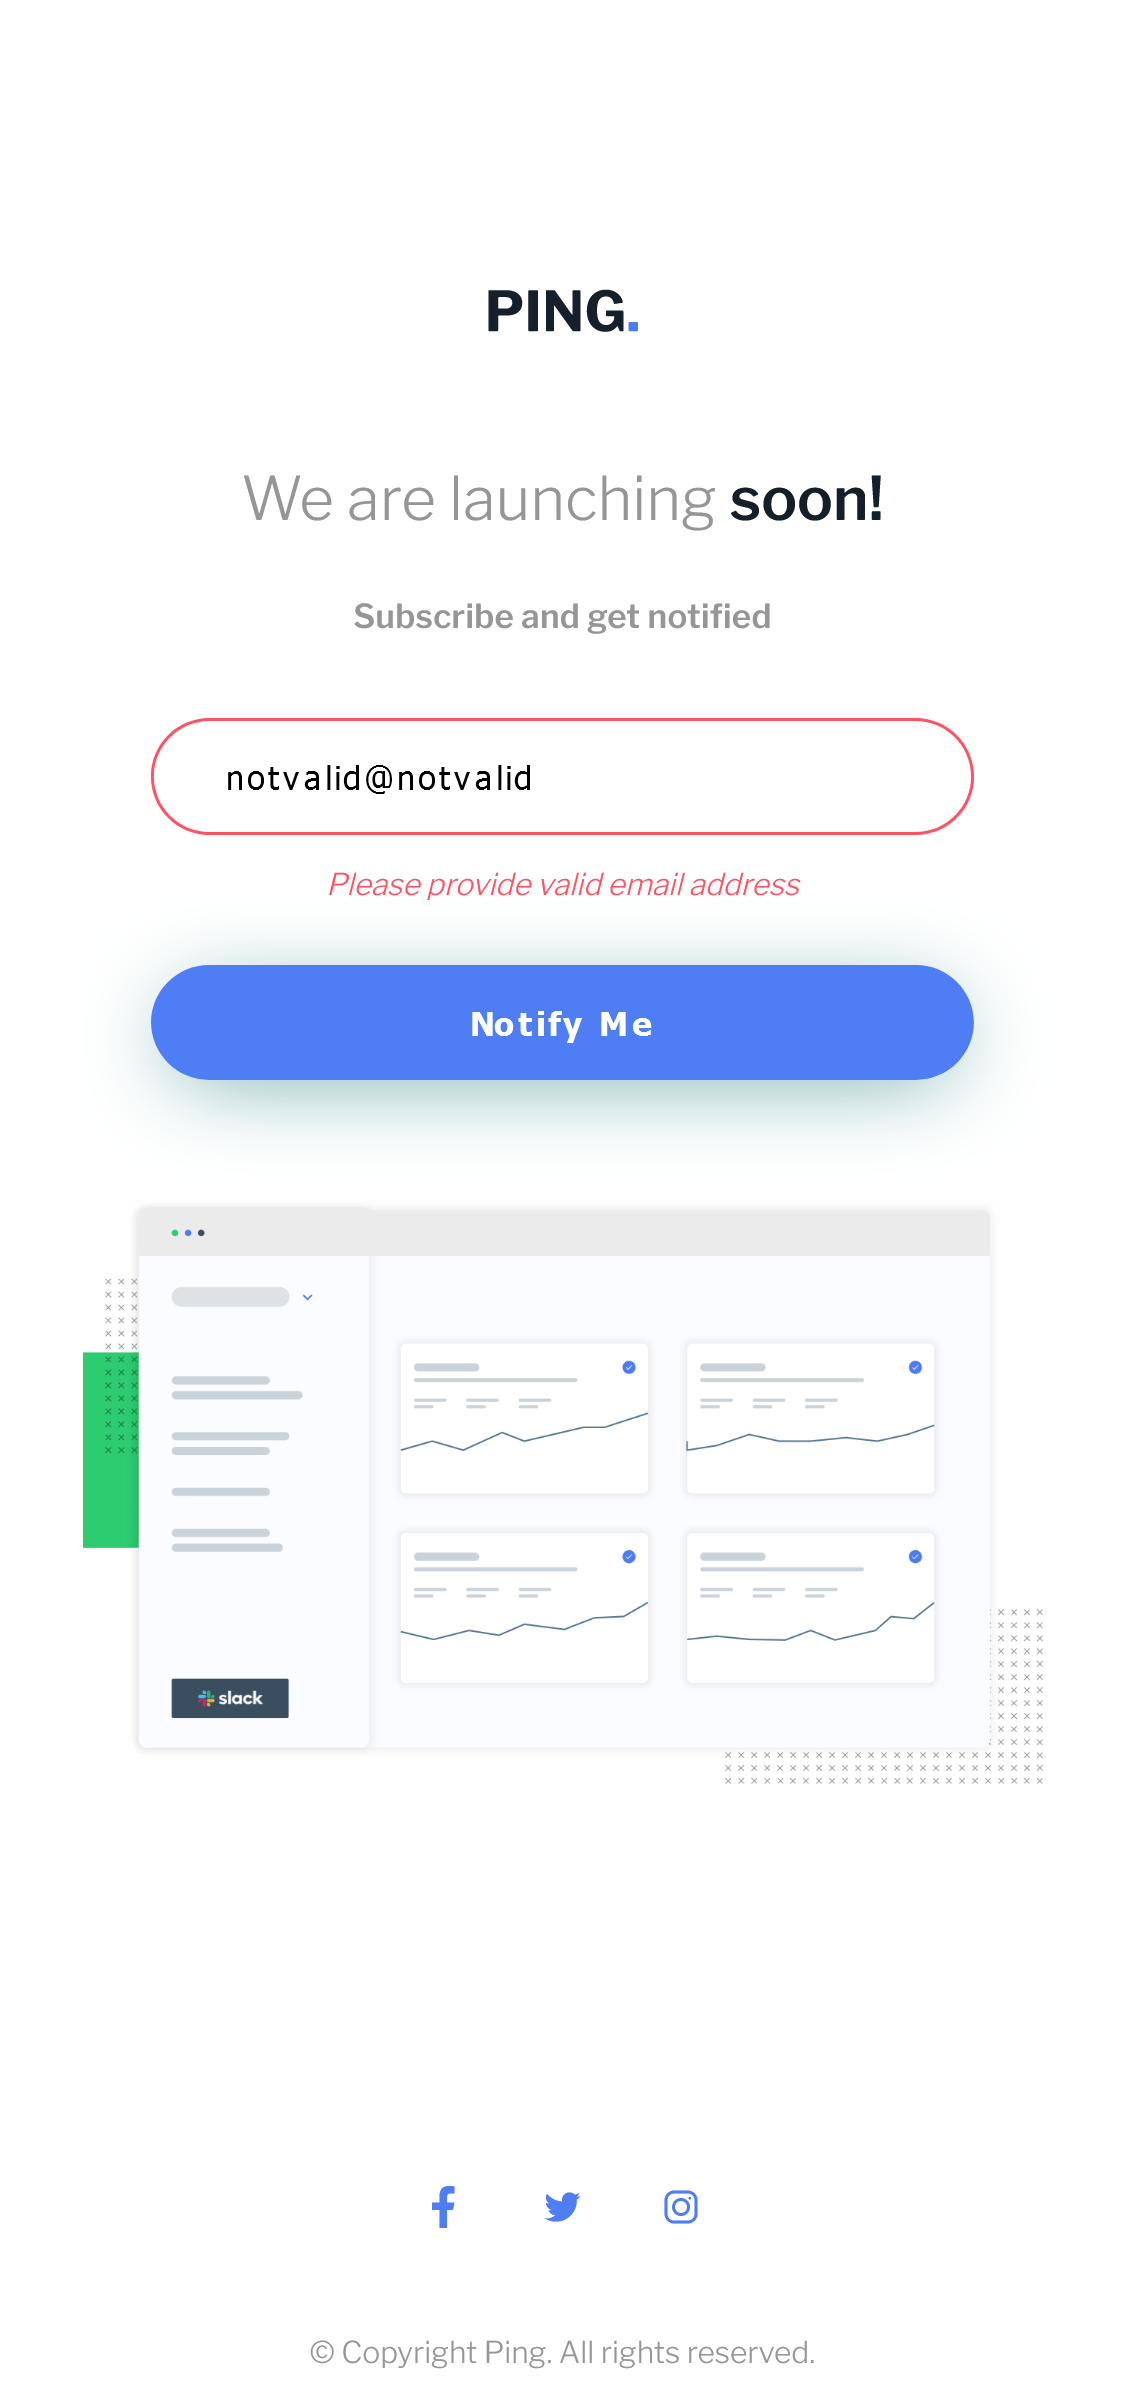 PING.
We are launching soon!
Subscribe and get notified
notvalid@notvalid
Please provide valid email address
Notify Me
slack
© Copyright Ping. All rights reserved.